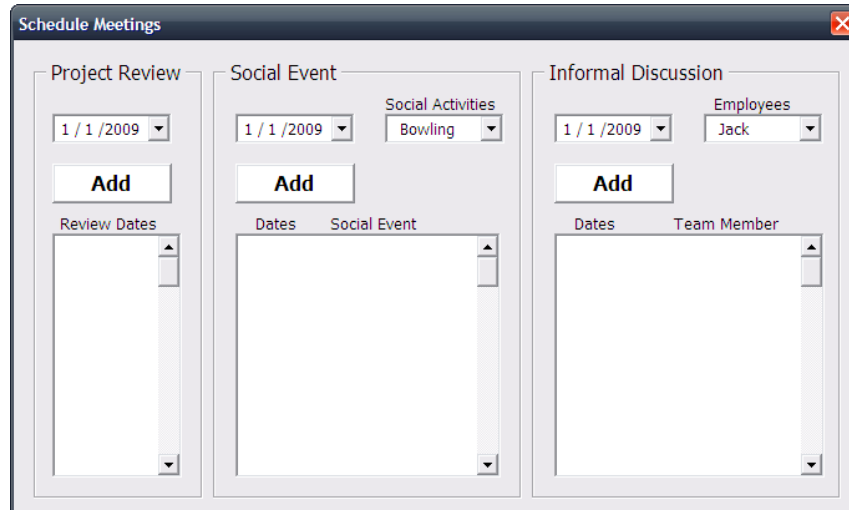 Schedule Meetings
Project Review
Social Event
Informal Discussion
Social Activities
Employees
1 / 1 /2009
1 / 1 /2009
Bowling
1 / 1 /2009
Jack
Add
Add
Add
Review Dates
Dates Social Event
Dates Team Member